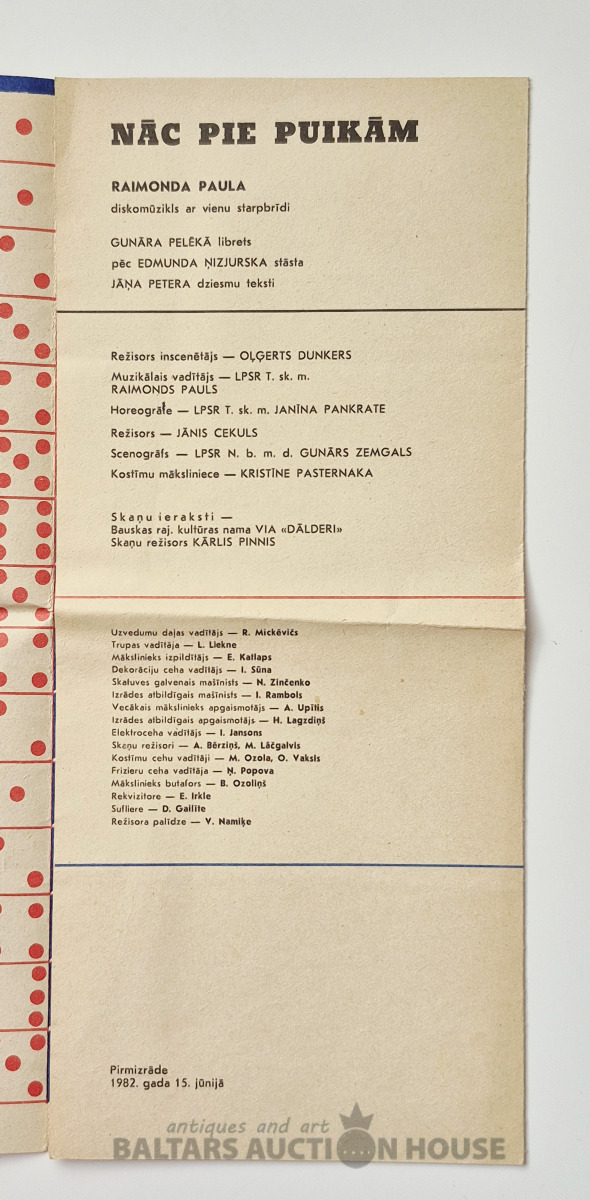 NĀC PIE PUIKĀM
RAIMONDA PAULA
diskomūzikls ar vienu starpbrīdi
GUNĀRA PELĒKĀ librets
pēc EDMUNDA ŅIZJURSKA stāsta
JĀŅA PETERA dziesmu teksti
Režisors inscenētājs — OĻĢERTS DUNKERS
Muzikālais vadītājs — LPSR T. sk. m.
RAIMONDS PAULS
Horeogrāfe — LPSR T. sk. m. JANĪNA PANKRATE
Režisors — JĀNIS CEKULS
Scenogrāfs — LPSR N. b. m. d. GUNĀRS ZEMGALS
Kostīmu māksliniece — KRISTĪNE PASTERNAKA
Skaņu ieraksti —
Bauskas raj. kultūras nama VIA «DĀLDERI»
Skaņu režisors KĀRLIS PINNIS
Uzvedumu daļas vadītājs — R. Mickēvičs
Trupas vadītāja — L. Liekne
Mākslinieks izpildītājs — E. Kallaps
Dekorāciju ceha vadītājs — I. Sūna
Skatuves galvenais mašīnists — N. Zinčenko
Izrādes atbildīgais mašīnists — I. Rambols
Vecākais mākslinieks apgaismotājs — A. Upītis
Izrādes atbildīgais apgaismotājs — H. Lagzdiņš
Elektroceha vadītājs — I. Jansons
Skaņu režisori — A. Bērziņš, M. Lāčgalvis
Kostīmu cehu vadītāji — M. Ozola, O. Vaksis
Frizieru ceha vadītāja — Ņ. Popova
Mākslinieks butafors — B. Ozoliņš
Rekvizitore — E. Irkle
Sufliere — D. Gailīte
Režisora palīdze — V. Namiķe
Pirmizrāde
1982. gada 15. jūnijā
antiques and art
BALTARS AUCTION HOUSE